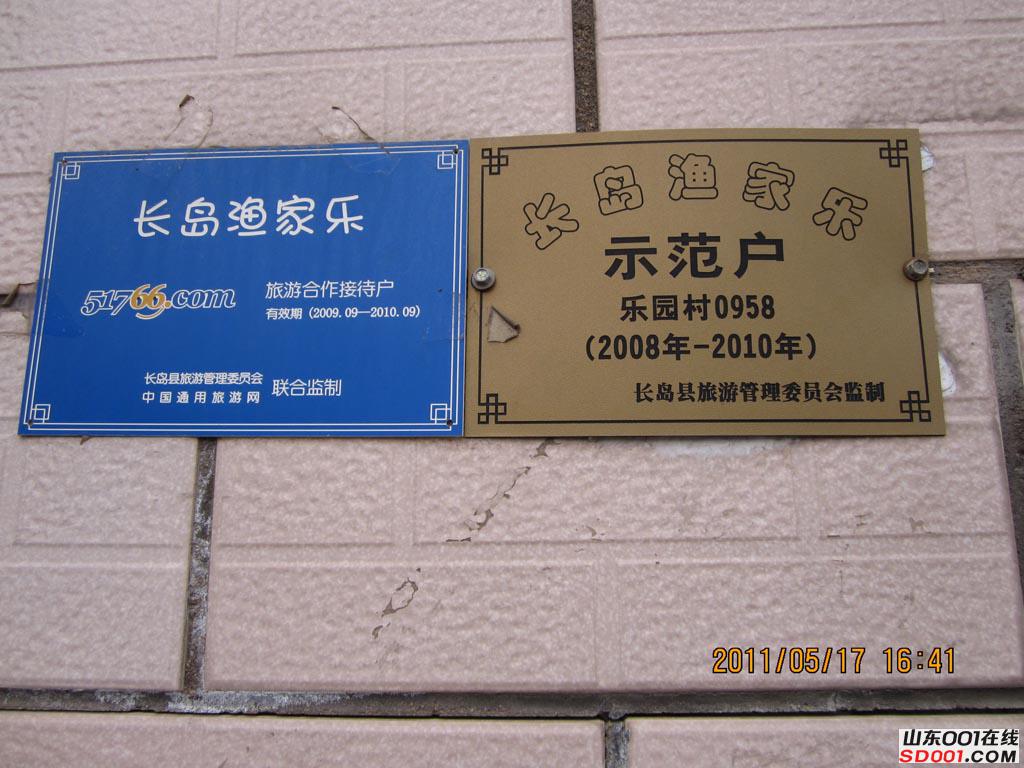 长岛渔家乐
51766.com
旅游合作接待户
有效期 (2009.09—2010.09)
长岛县旅游管理委员会
中国通用旅游网
联合监制
长岛渔家乐
示范户
乐园村0958
(2008年-2010年)
长岛县旅游管理委员会监制
2011/05/17 16:41
山东001在线
SD001.COM